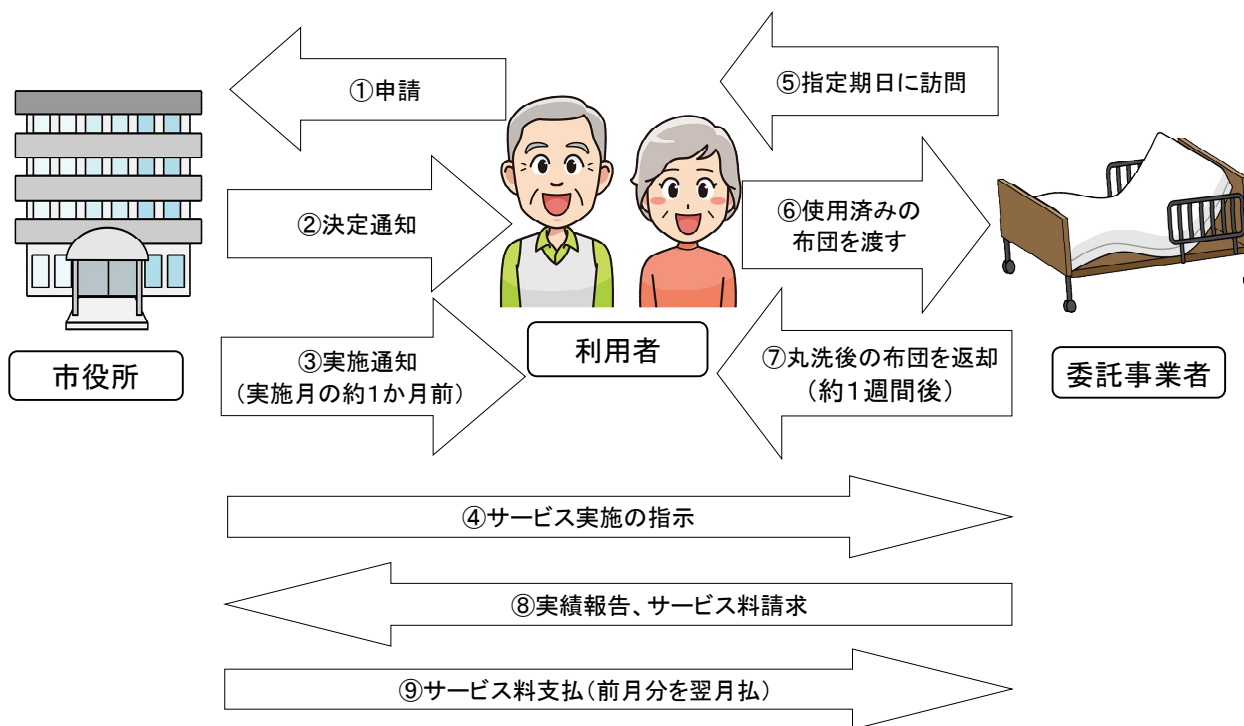 ①申請
⑤指定期日に訪問
②決定通知
⑥使用済みの
布団を渡す
利用者
市役所
③実施通知
(実施月の約1か月前)
⑦丸洗後の布団を返却
(約1週間後)
委託事業者
④サービス実施の指示
⑧実績報告、サービス料請求
⑨サービス料支払(前月分を翌月払)